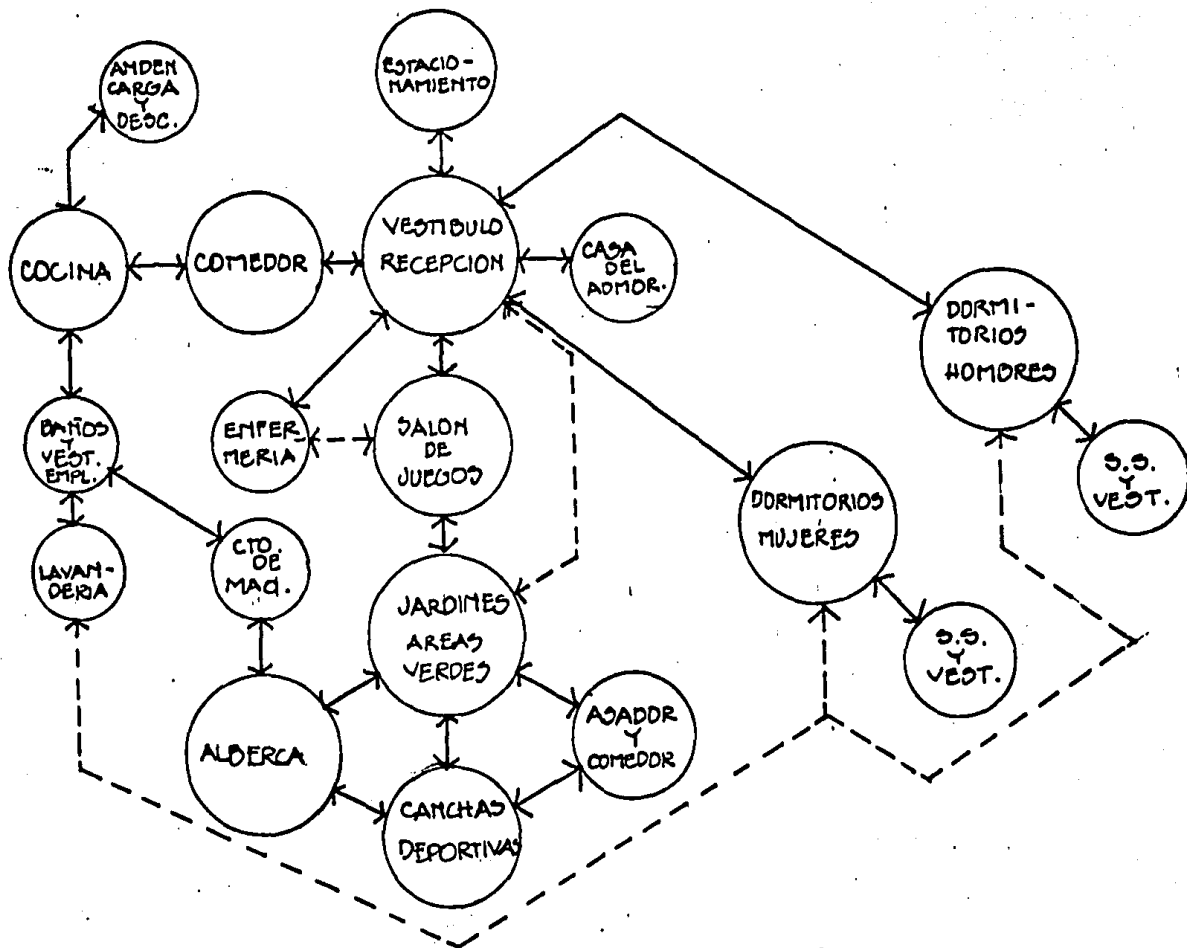 ANDEN
CARGA
Y
DESC.
ESTACIO-
NAMIENTO
COCINA
COMEDOR
VESTIBULO
RECEPCION
CASA
DEL
ADMOR.
DORMI-
TORIOS
HOMBRES
BAÑOS
Y
VEST.
EMPL.
ENFER
MERIA
SALON
DE
JUEGOS
S.S.
Y
VEST.
DORMITORIOS
MUJERES
LAVAN-
DERIA
CTO.
DE
MAQ.
JARDINES
AREAS
VERDES
S.S.
Y
VEST.
ALBERCA
ASADOR
Y
COMEDOR
CANCHAS
DEPORTIVAS